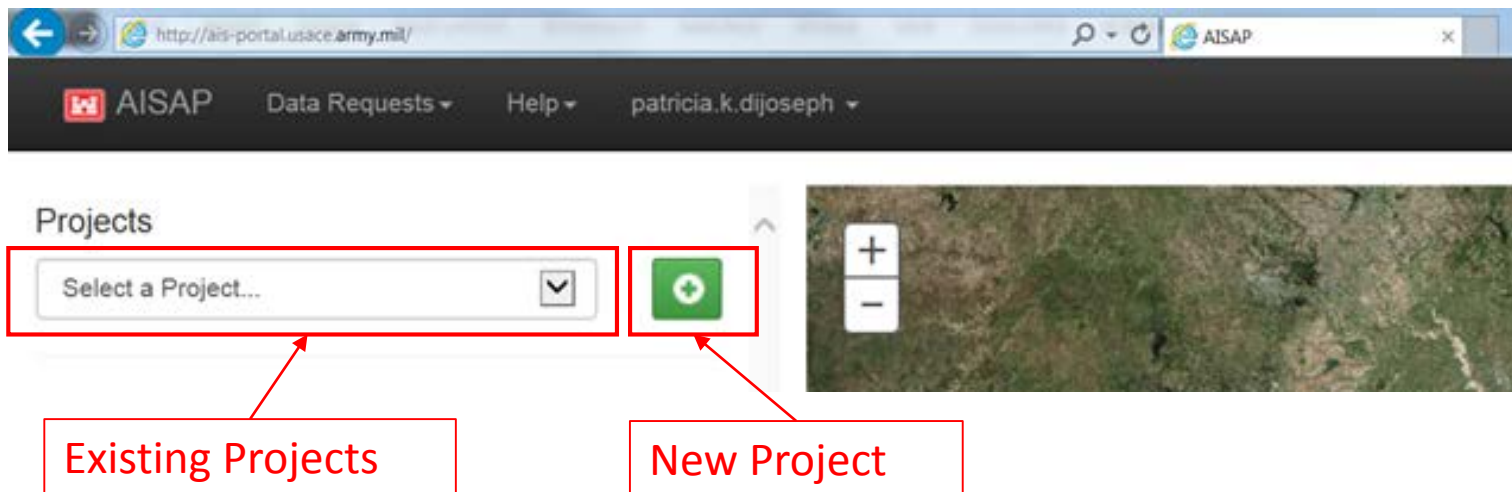 http://ais-portal.usace.army.mil/ AISAP
AISAP Data Requests Help patricia.k.dijoseph
Projects
Select a Project...
+
-
Existing Projects New Project